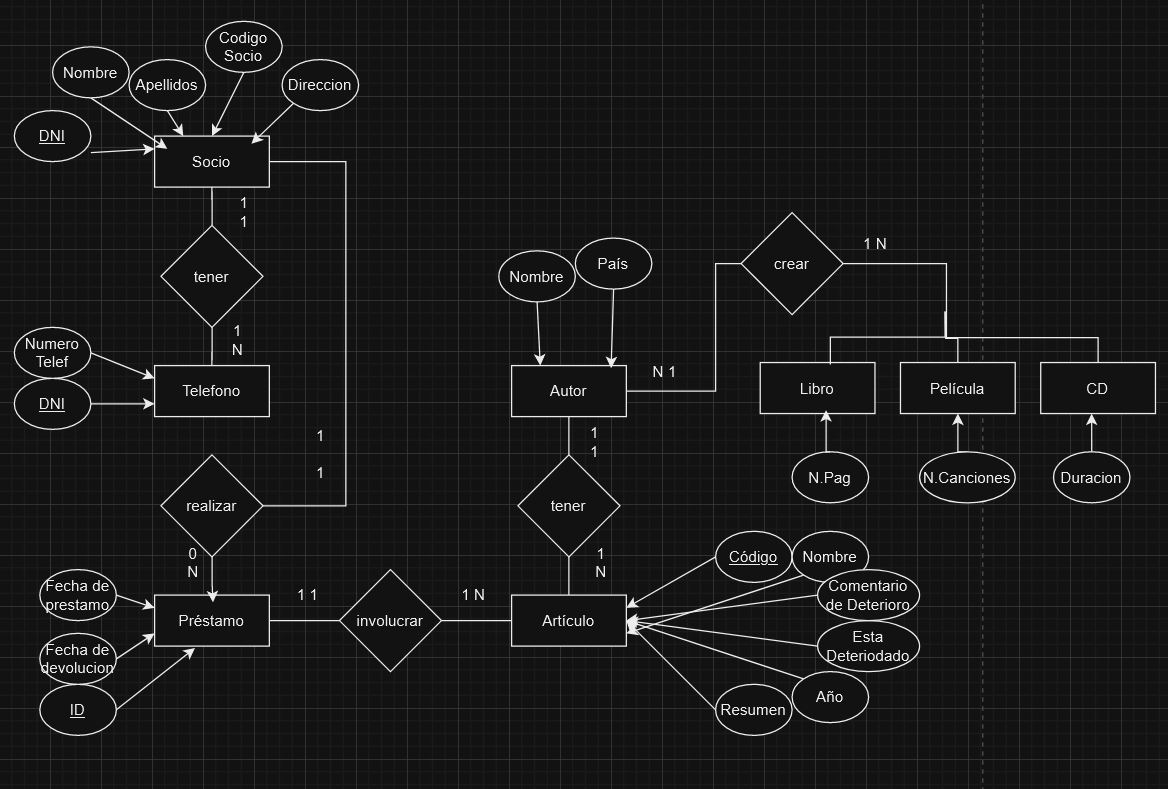 Codigo
Socio
Nombre
Apellidos
Direccion
DNI
Socio
1
1
tener
1
N
Numero
Telef
DNI
Telefono
1
1
realizar
0
N
Fecha de
prestamo
Fecha de
devolucion
ID
Préstamo
1 1
involucrar
1 N
Nombre
País
Autor
N 1
crear
1 N
Libro
Película
CD
N.Pag
N.Canciones
Duracion
1
1
tener
1
N
Artículo
Código
Nombre
Comentario
de Deterioro
Esta
Deteriodado
Año
Resumen